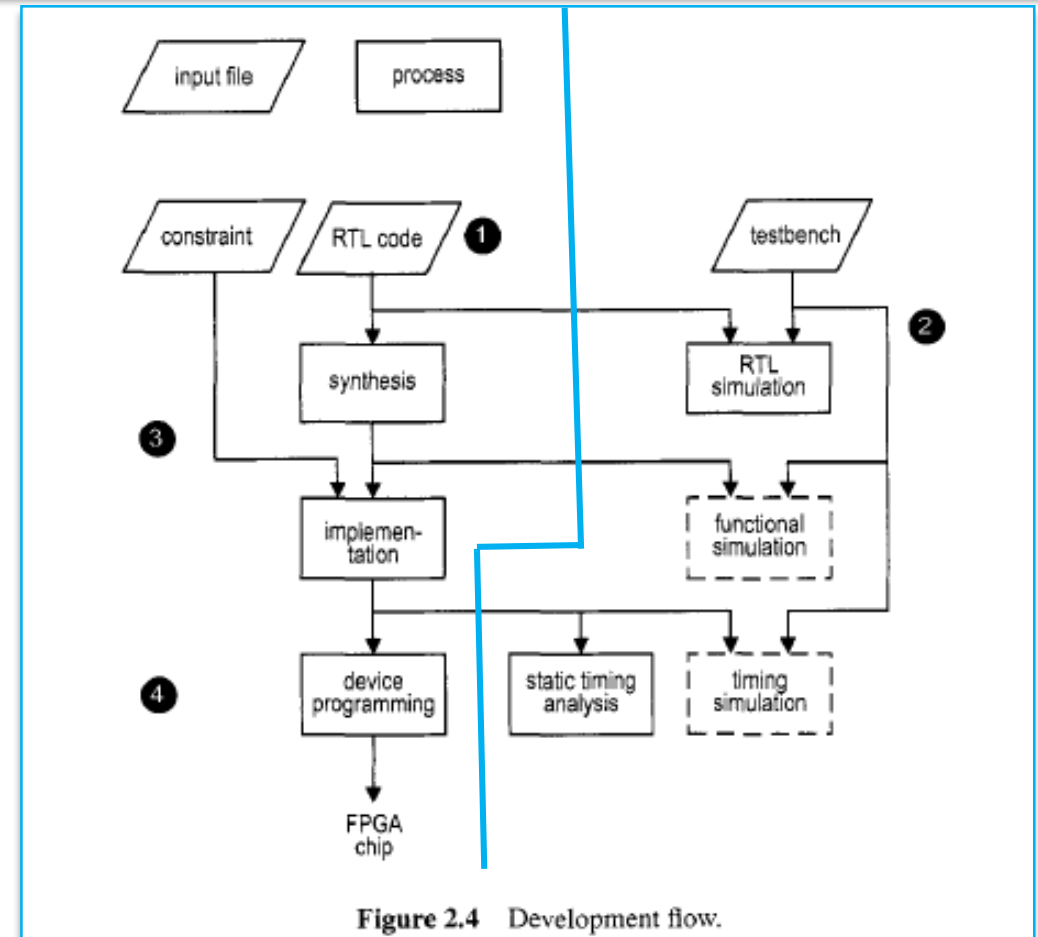 input file
process
constraint
RTL code
1
testbench
2
synthesis
RTL
simulation
3
implemen-
tation
functional
simulation
4
device
programming
static timing
analysis
timing
simulation
FPGA
chip
Figure 2.4 Development flow.